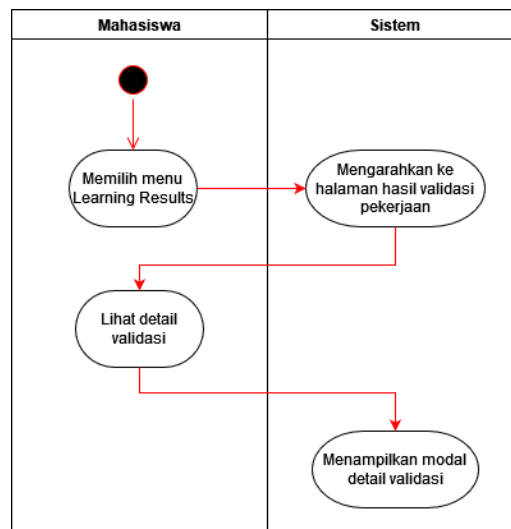 Mahasiswa
Sistem
Memilih menu
Learning Results
Mengarahkan ke
halaman hasil validasi
pekerjaan
Lihat detail
validasi
Menampilkan modal
detail validasi